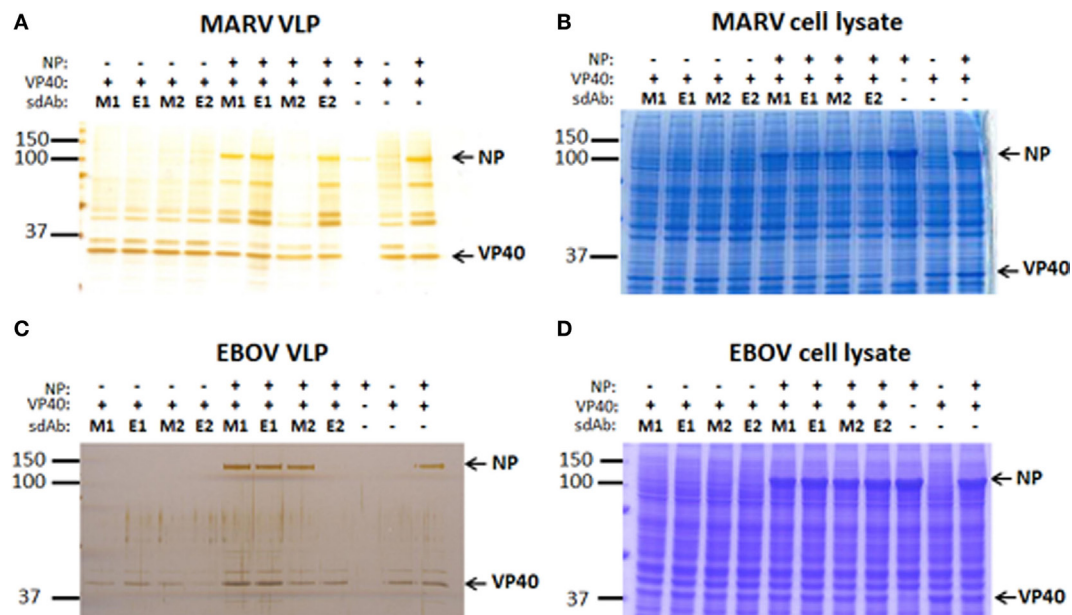 A
MARV VLP
NP: - - - - + + + + + - +
VP40: + + + + + + + + - + +
sdAb: M1 E1 M2 E2 M1 E1 M2 E2 - - -
150
100
37
NP
VP40
B
MARV cell lysate
NP: - - - - + + + + + - +
VP40: + + + + + + + + - + +
sdAb: M1 E1 M2 E2 M1 E1 M2 E2 - - -
150
100
37
NP
VP40
C
EBOV VLP
NP: - - - - + + + + + - +
VP40: + + + + + + + + - - +
sdAb: M1 E1 M2 E2 M1 E1 M2 E2 - - -
150
100
37
NP
VP40
D
EBOV cell lysate
NP: - - - - + + + + + - +
VP40: + + + + + + + + - + +
sdAb: M1 E1 M2 E2 M1 E1 M2 E2 - - -
150
100
37
NP
VP40